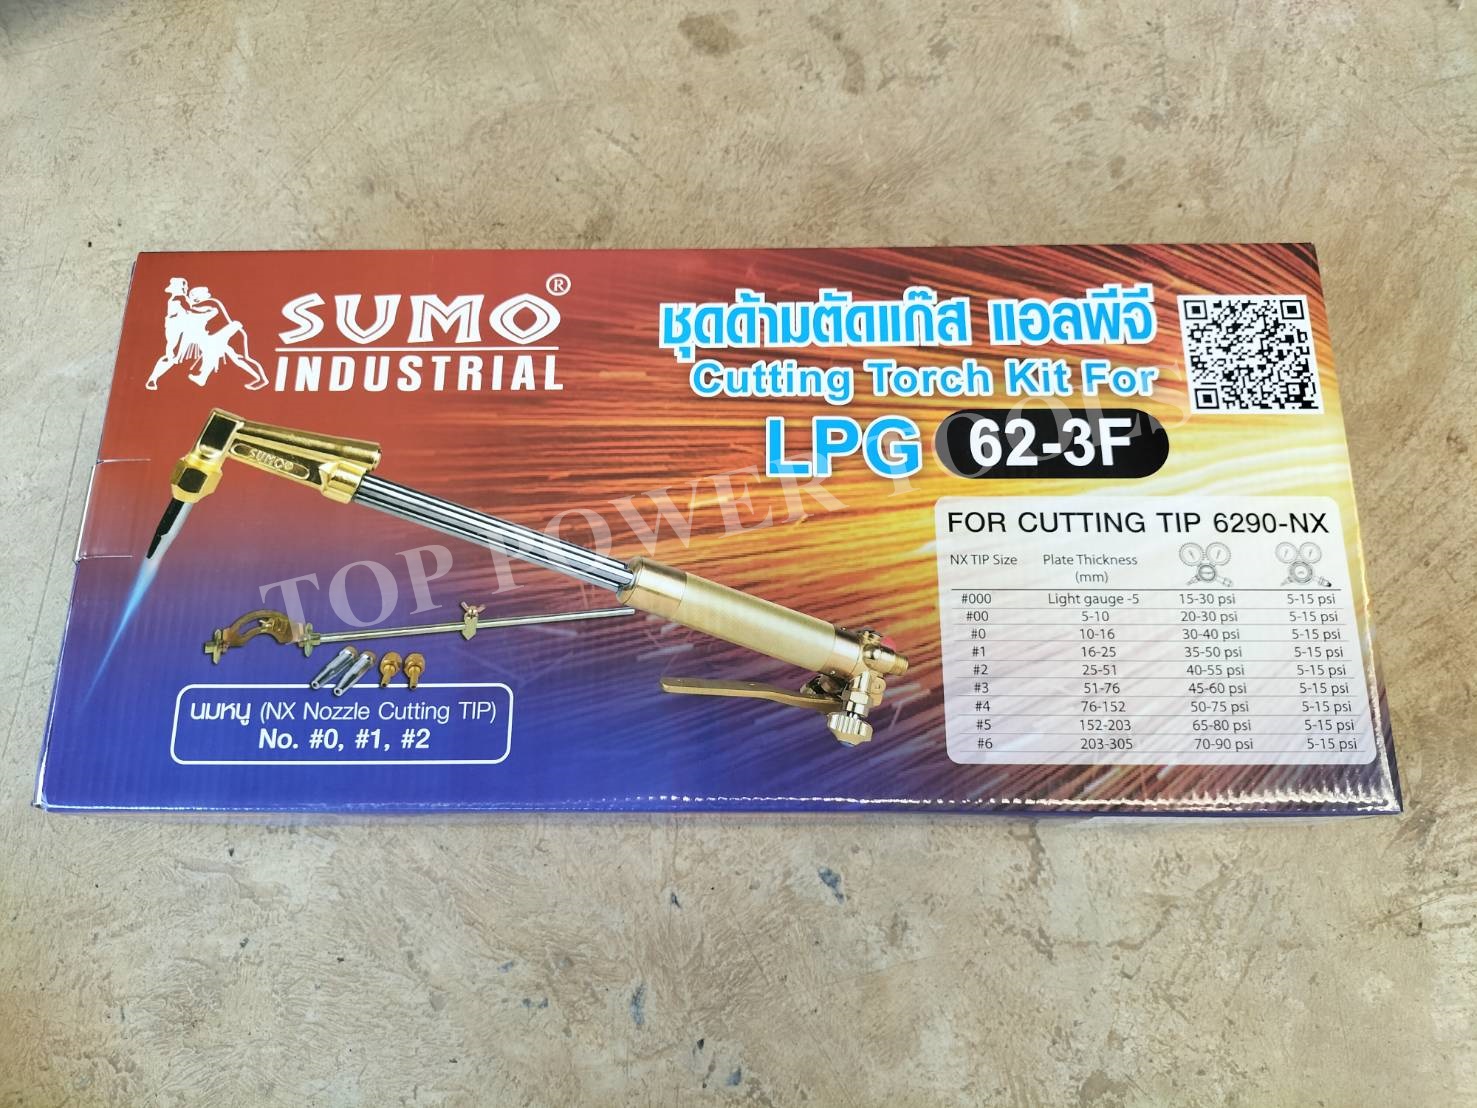 SUMO®
INDUSTRIAL
ชุดด้ามตัดแก๊ส แอลพีจี
Cutting Torch Kit For
LPG 62-3F
SUMO
TOP POWER TOOLS
FOR CUTTING TIP 6290-NX
NX TIP Size Plate Thickness
(mm)
#000 Light gauge -5 15-30 psi 5-15 psi
#00 5-10 20-30 psi 5-15 psi
#0 10-16 30-40 psi 5-15 psi
#1 16-25 35-50 psi 5-15 psi
#2 25-51 40-55 psi 5-15 psi
#3 51-76 45-60 psi 5-15 psi
#4 76-152 50-75 psi 5-15 psi
#5 152-203 65-80 psi 5-15 psi
#6 203-305 70-90 psi 5-15 psi
นมหนู (NX Nozzle Cutting TIP)
No. #0, #1, #2